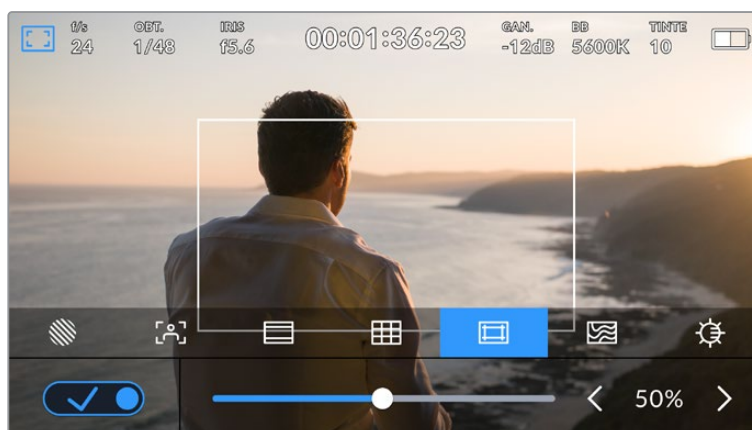 f/s OBT. IRIS 00:01:36:23 GAN. BB TINTE
24 1/48 f5.6 -12dB 5600K 10
50%